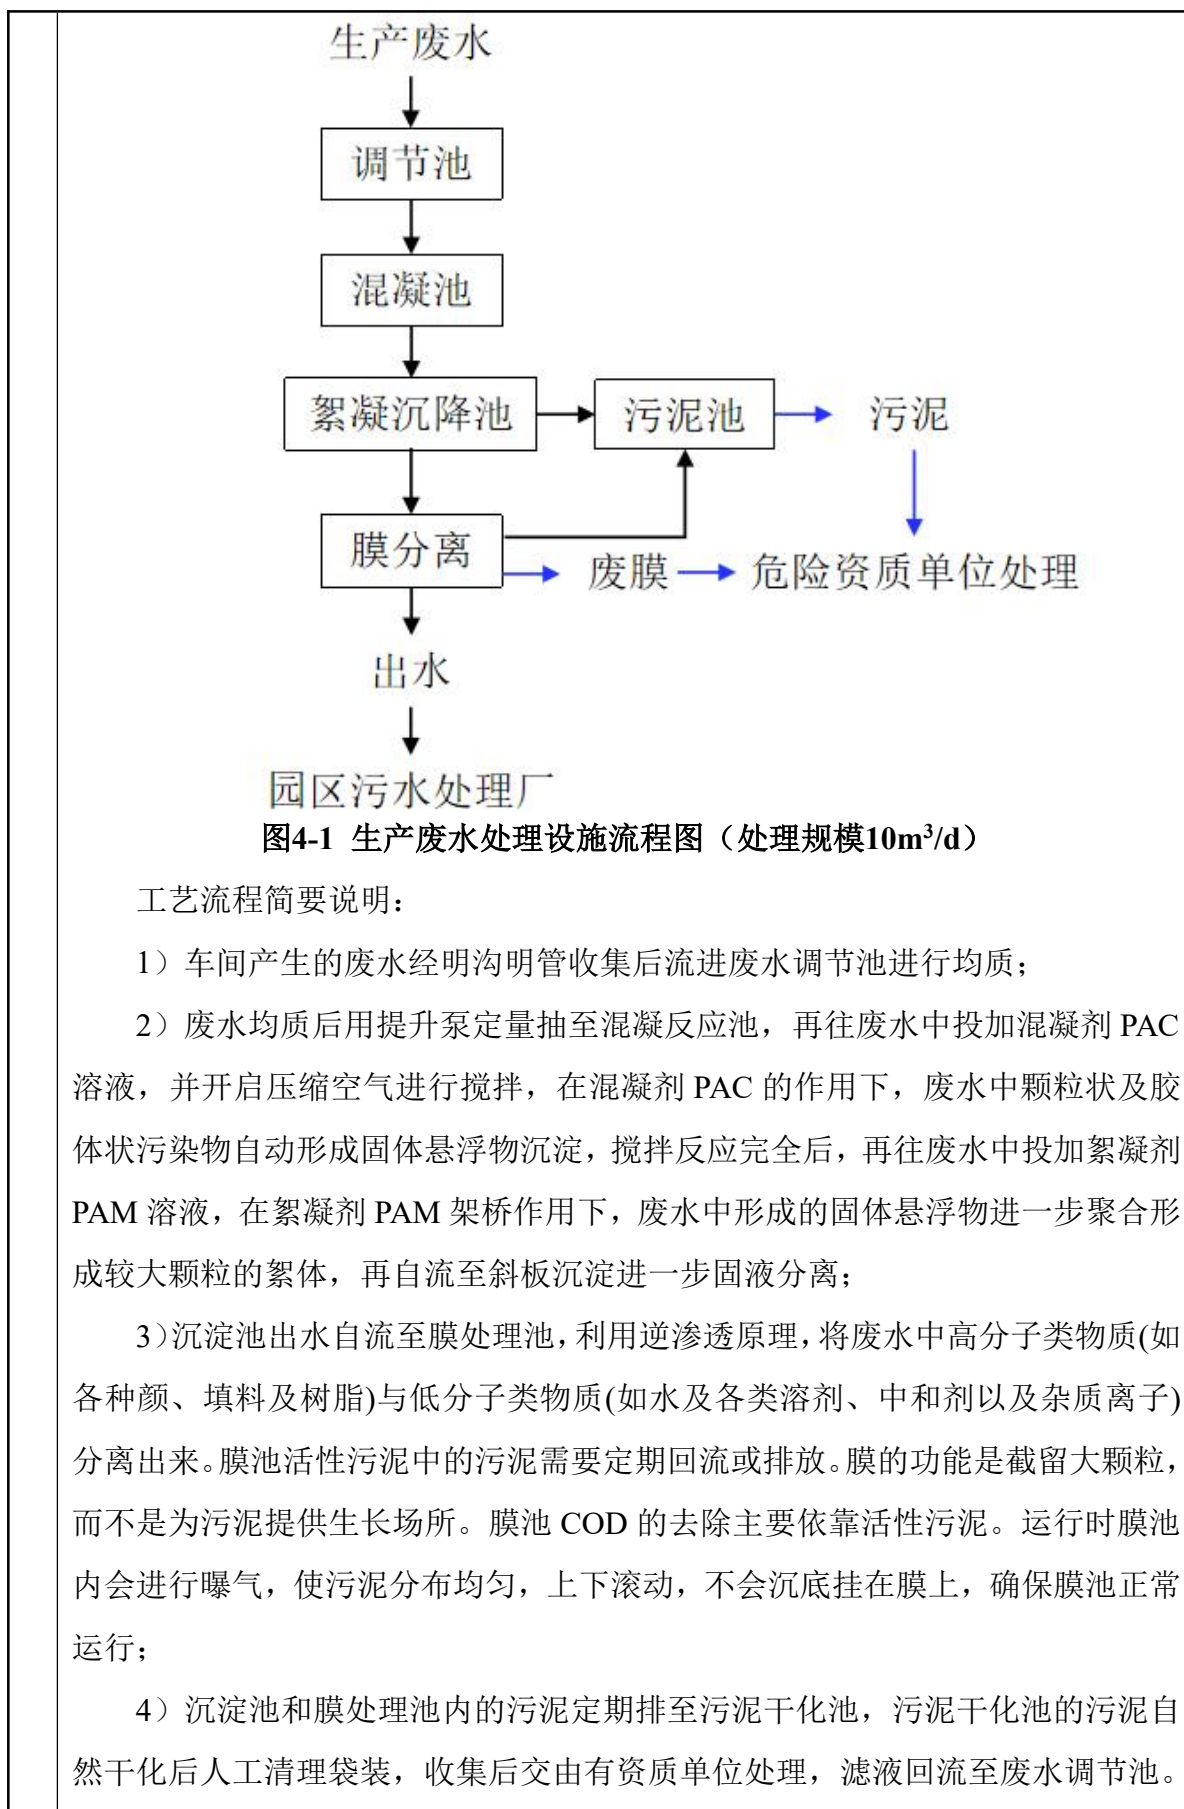 生产废水
调节池
混凝池
絮凝沉降池
污泥池
污泥
膜分离
废膜
危险资质单位处理
出水
园区污水处理厂
图4-1 生产废水处理设施流程图（处理规模10m³/d）
工艺流程简要说明：
1）车间产生的废水经明沟明管收集后流进废水调节池进行均质；
2）废水均质后用提升泵定量抽至混凝反应池，再往废水中投加混凝剂 PAC
溶液，并开启压缩空气进行搅拌，在混凝剂 PAC 的作用下，废水中颗粒状及胶
体状污染物自动形成固体悬浮物沉淀，搅拌反应完全后，再往废水中投加絮凝剂
PAM 溶液，在絮凝剂 PAM 架桥作用下，废水中形成的固体悬浮物进一步聚合形
成较大颗粒的絮体，再自流至斜板沉淀进一步固液分离；
3）沉淀池出水自流至膜处理池，利用逆渗透原理，将废水中高分子类物质(如
各种颜、填料及树脂)与低分子类物质(如水及各类溶剂、中和剂以及杂质离子)
分离出来。膜池活性污泥中的污泥需要定期回流或排放。膜的功能是截留大颗粒，
而不是为污泥提供生长场所。膜池 COD 的去除主要依靠活性污泥。运行时膜池
内会进行曝气，使污泥分布均匀，上下滚动，不会沉底挂在膜上，确保膜池正常
运行；
4）沉淀池和膜处理池内的污泥定期排至污泥干化池，污泥干化池的污泥自
然干化后人工清理袋装，收集后交由有资质单位处理，滤液回流至废水调节池。